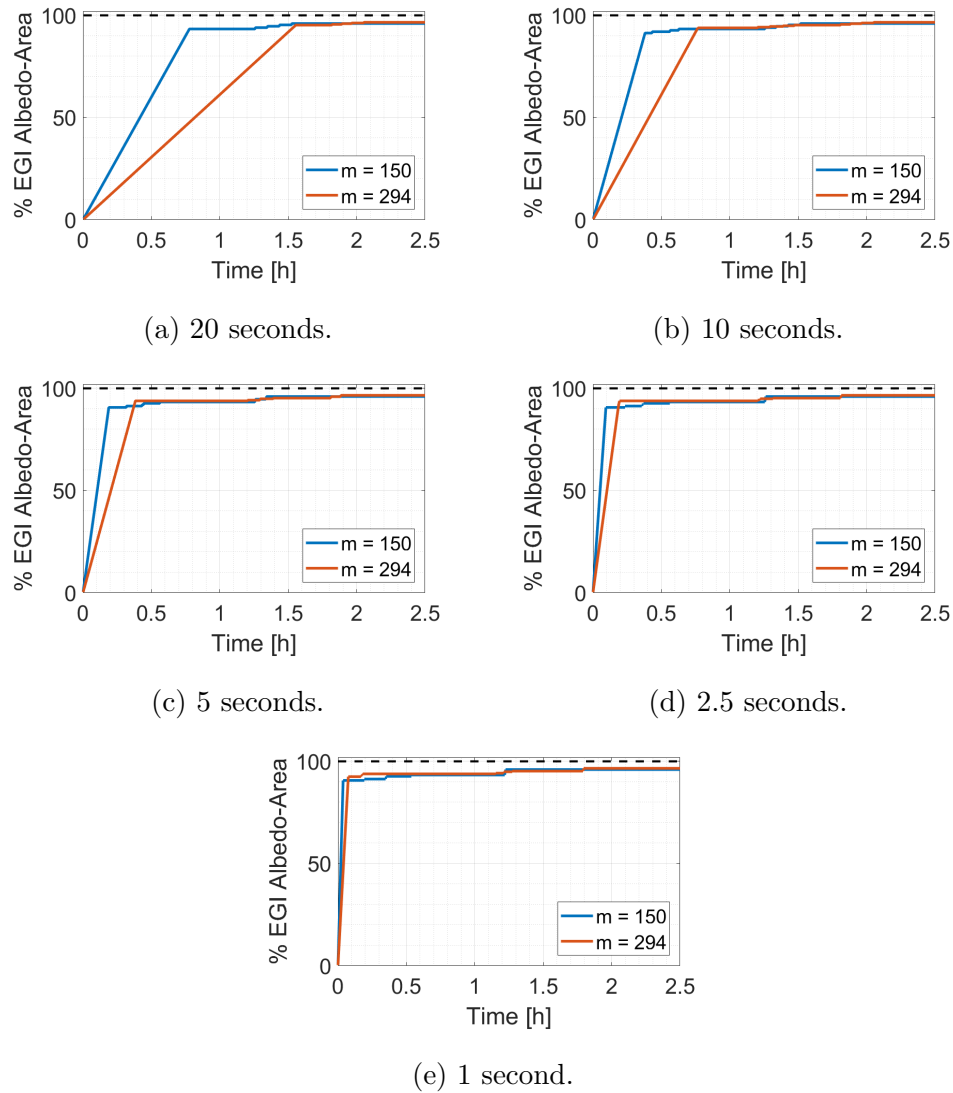 % EGI Albedo-Area
100
50
0
m = 150
m = 294
0 0.5 1 1.5 2 2.5
Time [h]
(a) 20 seconds.
% EGI Albedo-Area
100
50
0
m = 150
m = 294
0 0.5 1 1.5 2 2.5
Time [h]
(b) 10 seconds.
% EGI Albedo-Area
100
50
0
m = 150
m = 294
0 0.5 1 1.5 2 2.5
Time [h]
(c) 5 seconds.
% EGI Albedo-Area
100
50
0
m = 150
m = 294
0 0.5 1 1.5 2 2.5
Time [h]
(d) 2.5 seconds.
% EGI Albedo-Area
100
50
0
m = 150
m = 294
0 0.5 1 1.5 2 2.5
Time [h]
(e) 1 second.